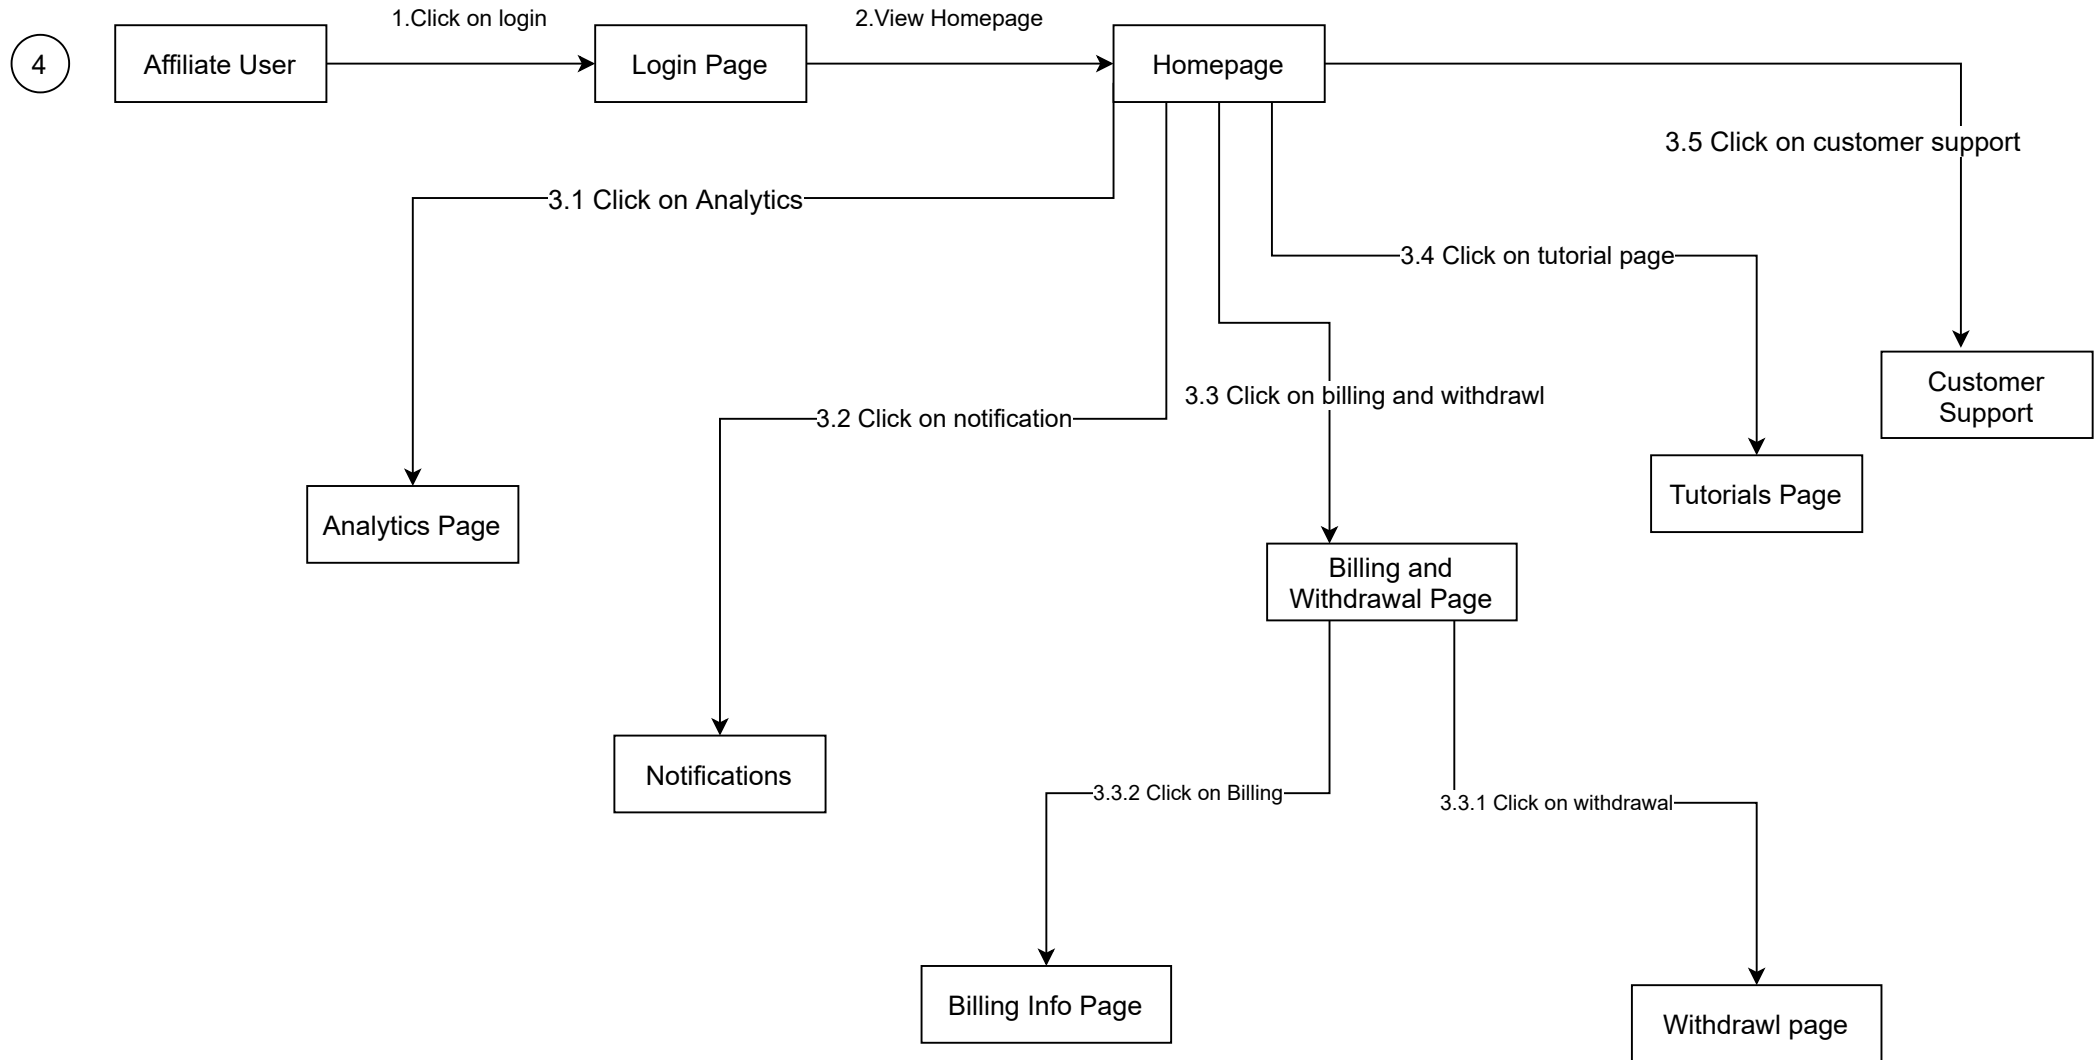 1.Click on login
2.View Homepage
4
Affiliate User
Login Page
Homepage
3.5 Click on customer support
3.1 Click on Analytics
3.4 Click on tutorial page
Customer
Support
3.3 Click on billing and withdrawl
3.2 Click on notification
Tutorials Page
Analytics Page
Billing and
Withdrawal Page
Notifications
3.3.2 Click on Billing
3.3.1 Click on withdrawal
Billing Info Page
Withdrawl page